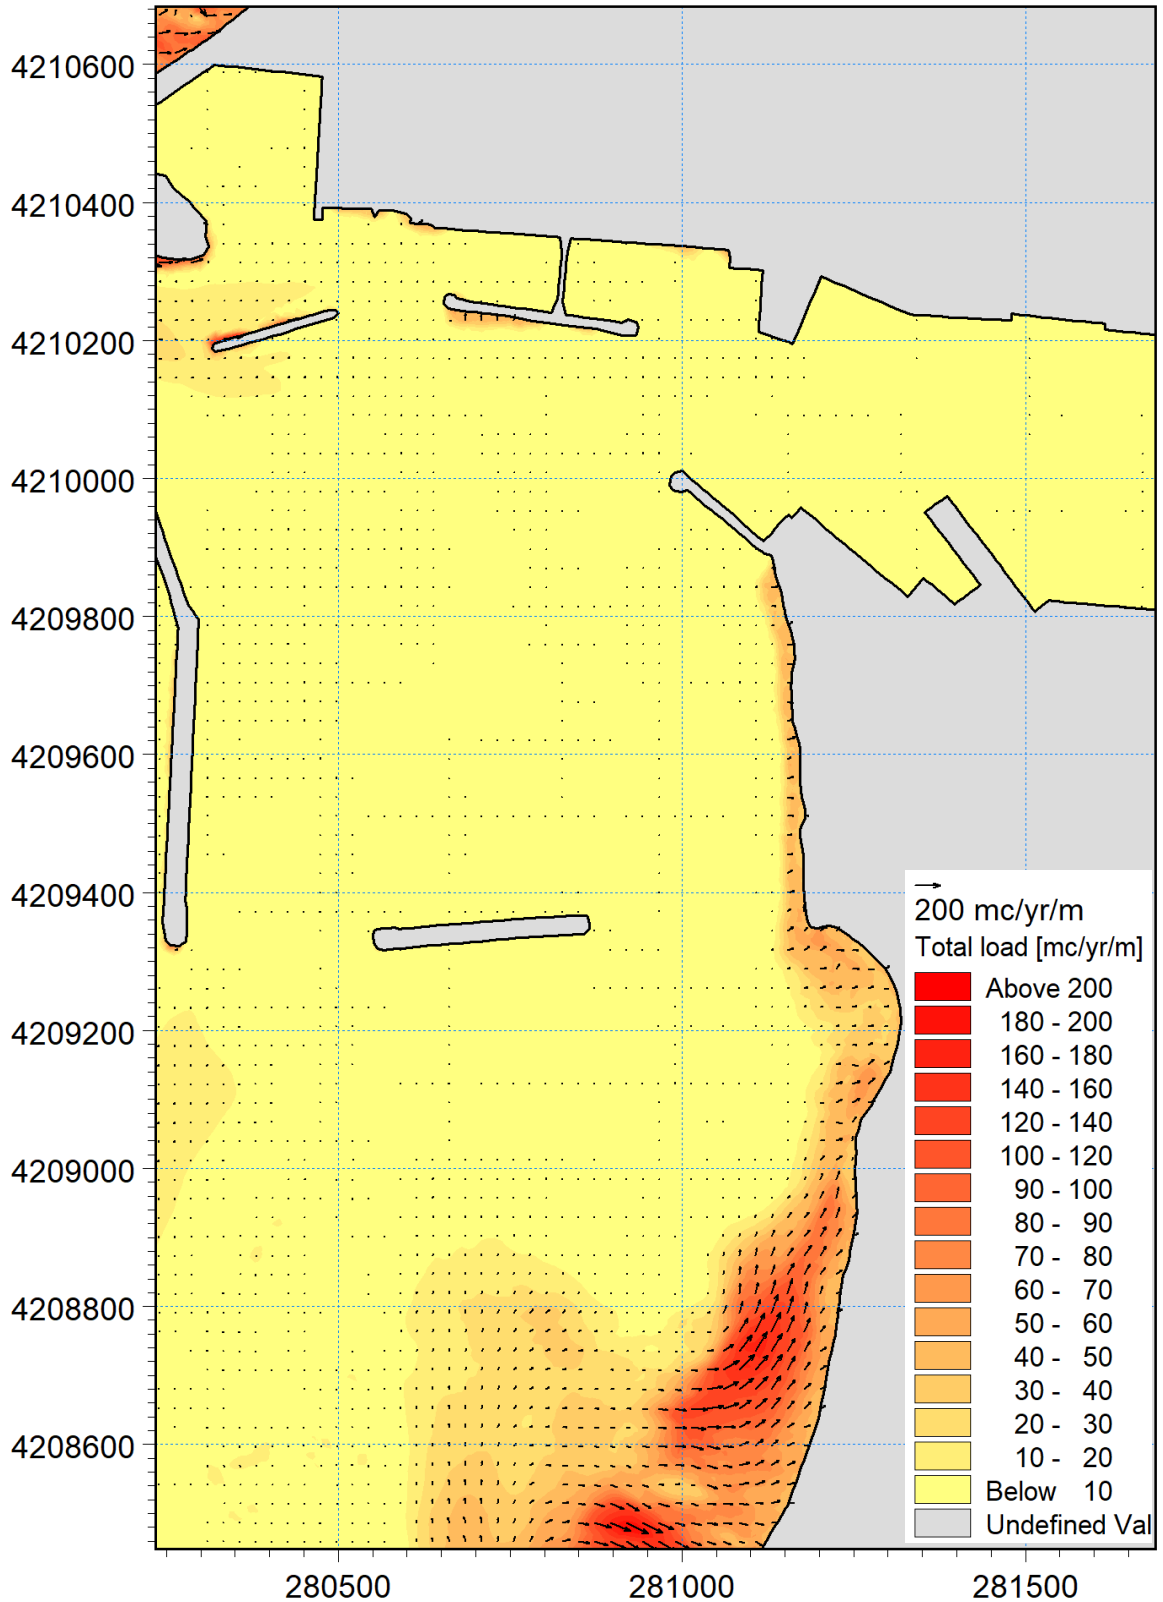 4210600
4210400
4210200
4210000
4209800
4209600
4209400
4209200
4209000
4208800
4208600
280500
281000
281500
200 mc/yr/m
Total load [mc/yr/m]
Above 200
180 - 200
160 - 180
140 - 160
120 - 140
100 - 120
90 - 100
80 - 90
70 - 80
60 - 70
50 - 60
40 - 50
30 - 40
20 - 30
10 - 20
Below 10
Undefined Val